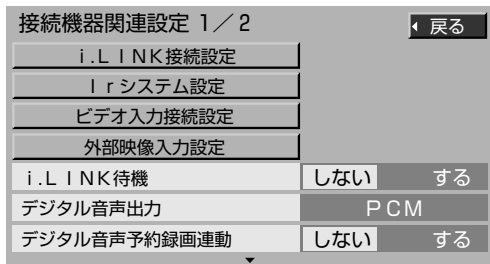 接続機器関連設定 1／2
戻る
i.LINK接続設定
Irシステム設定
ビデオ入力接続設定
外部映像入力設定
i.LINK待機 しない する
デジタル音声出力 PCM
デジタル音声予約録画連動 しない する